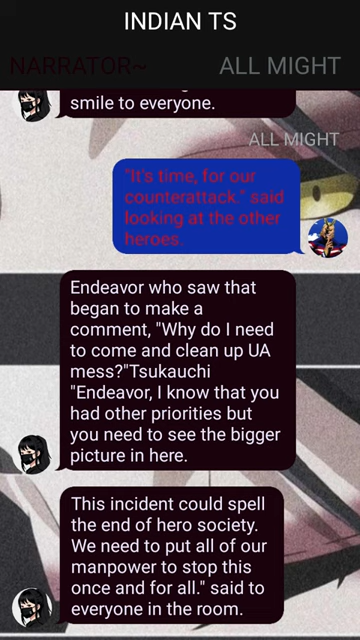 INDIAN TS
NARRATOR~
ALL MIGHT
smile to everyone.
ALL MIGHT
"It's time, for our
counterattack." said
looking at the other
heroes.
Endeavor who saw that
began to make a
comment, "Why do I need
to come and clean up UA
mess?"Tsukauchi
"Endeavor, I know that you
had other priorities but
you need to see the bigger
picture in here.
This incident could spell
the end of hero society.
We need to put all of our
manpower to stop this
once and for all." said to
everyone in the room.